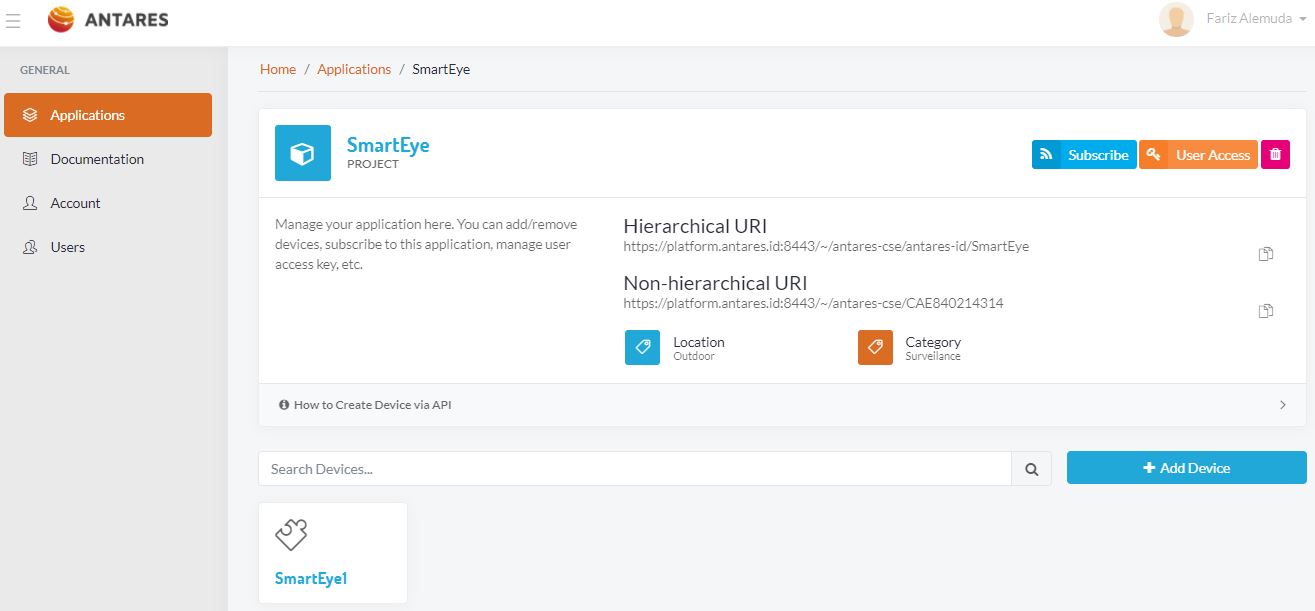 ANTARES
Fariz Alemuda
GENERAL
Applications
Documentation
Account
Users
Home / Applications / SmartEye
SmartEye
PROJECT
Subscribe
User Access
Manage your application here. You can add/remove
devices, subscribe to this application, manage user
access key, etc.
Hierarchical URI
https://platform.antares.id:8443/~/antares-cse/antares-id/SmartEye
Non-hierarchical URI
https://platform.antares.id:8443/~/antares-cse/CAE840214314
Location
Outdoor
Category
Surveilance
How to Create Device via API
Search Devices...
Add Device
SmartEye1